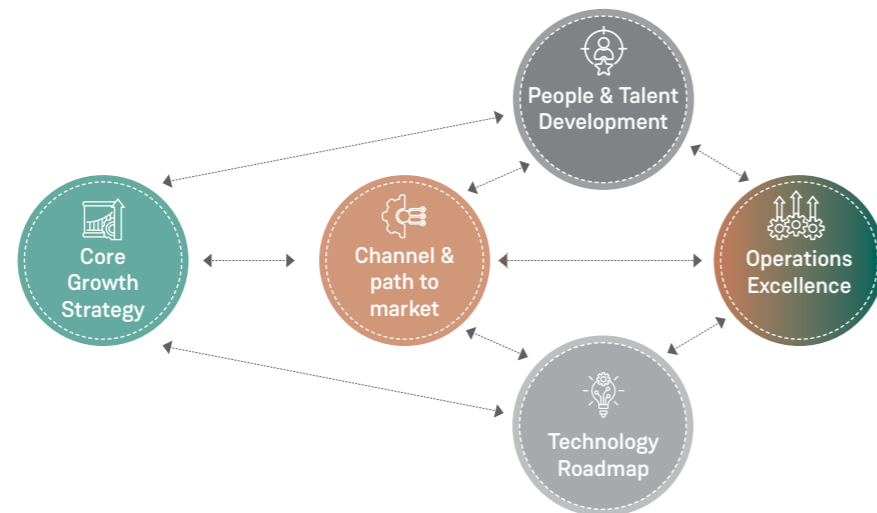 People & Talent
Development
Core
Growth
Strategy
Channel &
path to
market
Operations
Excellence
Technology
Roadmap